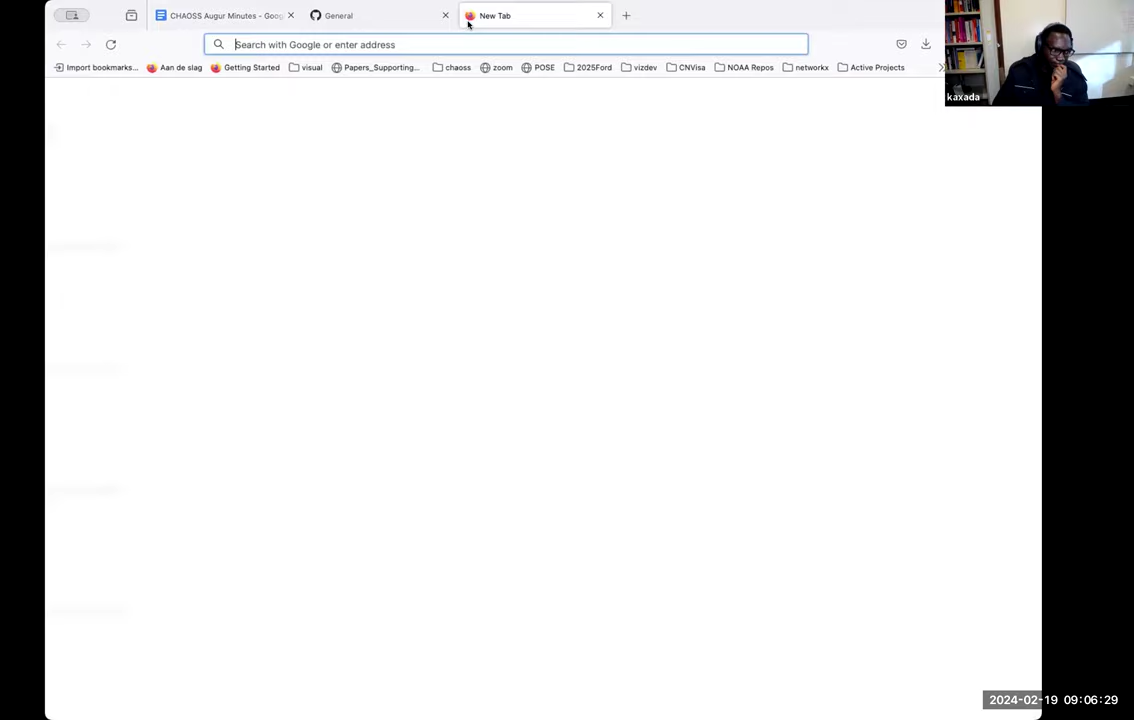 CHAOSS Augur Minutes - Goog
General
New Tab
Search with Google or enter address
Import bookmarks... Aan de slag Getting Started visual Papers_Supporting... chaoss zoom POSE 2025Ford vizdev CNVisa NOAA Repos networkx Active Projects
kaxada
2024-02-19 09:06:29